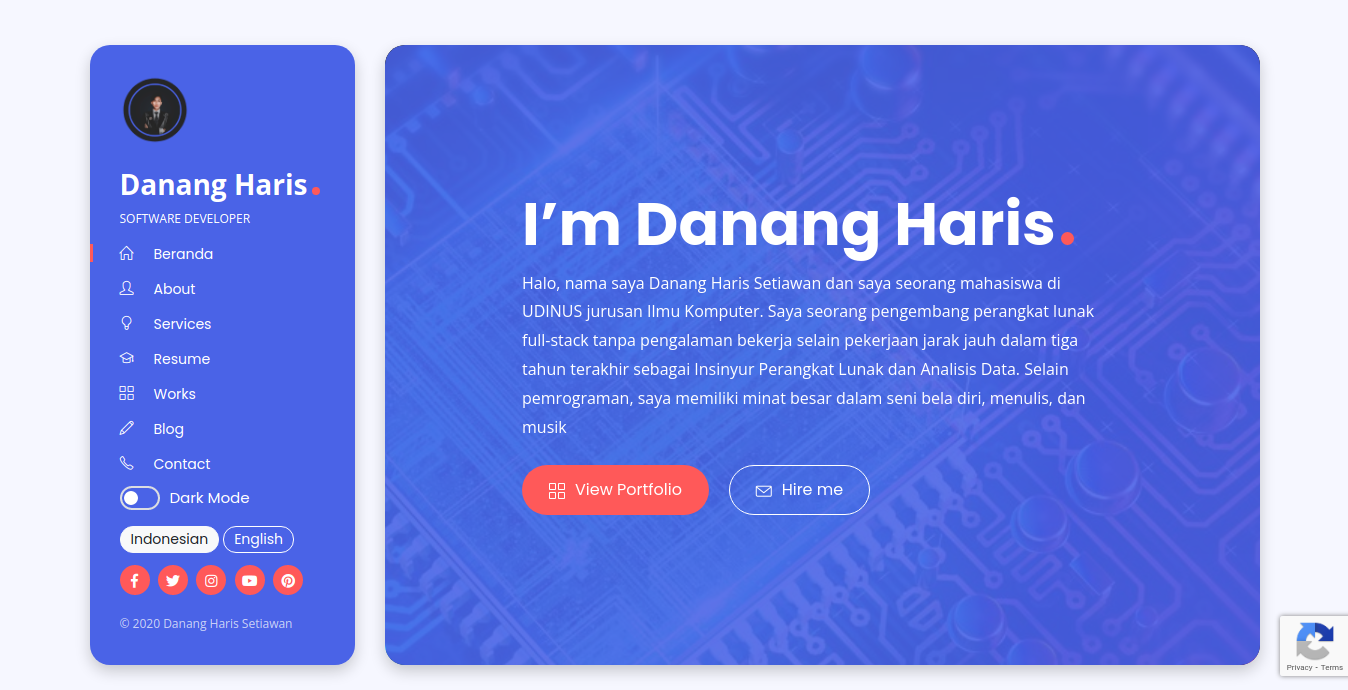 Danang Haris.
SOFTWARE DEVELOPER
Beranda
About
Services
Resume
Works
Blog
Contact
Dark Mode
Indonesian English
© 2020 Danang Haris Setiawan
I’m Danang Haris.
Halo, nama saya Danang Haris Setiawan dan saya seorang mahasiswa di
UDINUS jurusan Ilmu Komputer. Saya seorang pengembang perangkat lunak
full-stack tanpa pengalaman bekerja selain pekerjaan jarak jauh dalam tiga
tahun terakhir sebagai Insinyur Perangkat Lunak dan Analisis Data. Selain
pemrograman, saya memiliki minat besar dalam seni bela diri, menulis, dan
musik
View Portfolio Hire me
Privacy - Terms